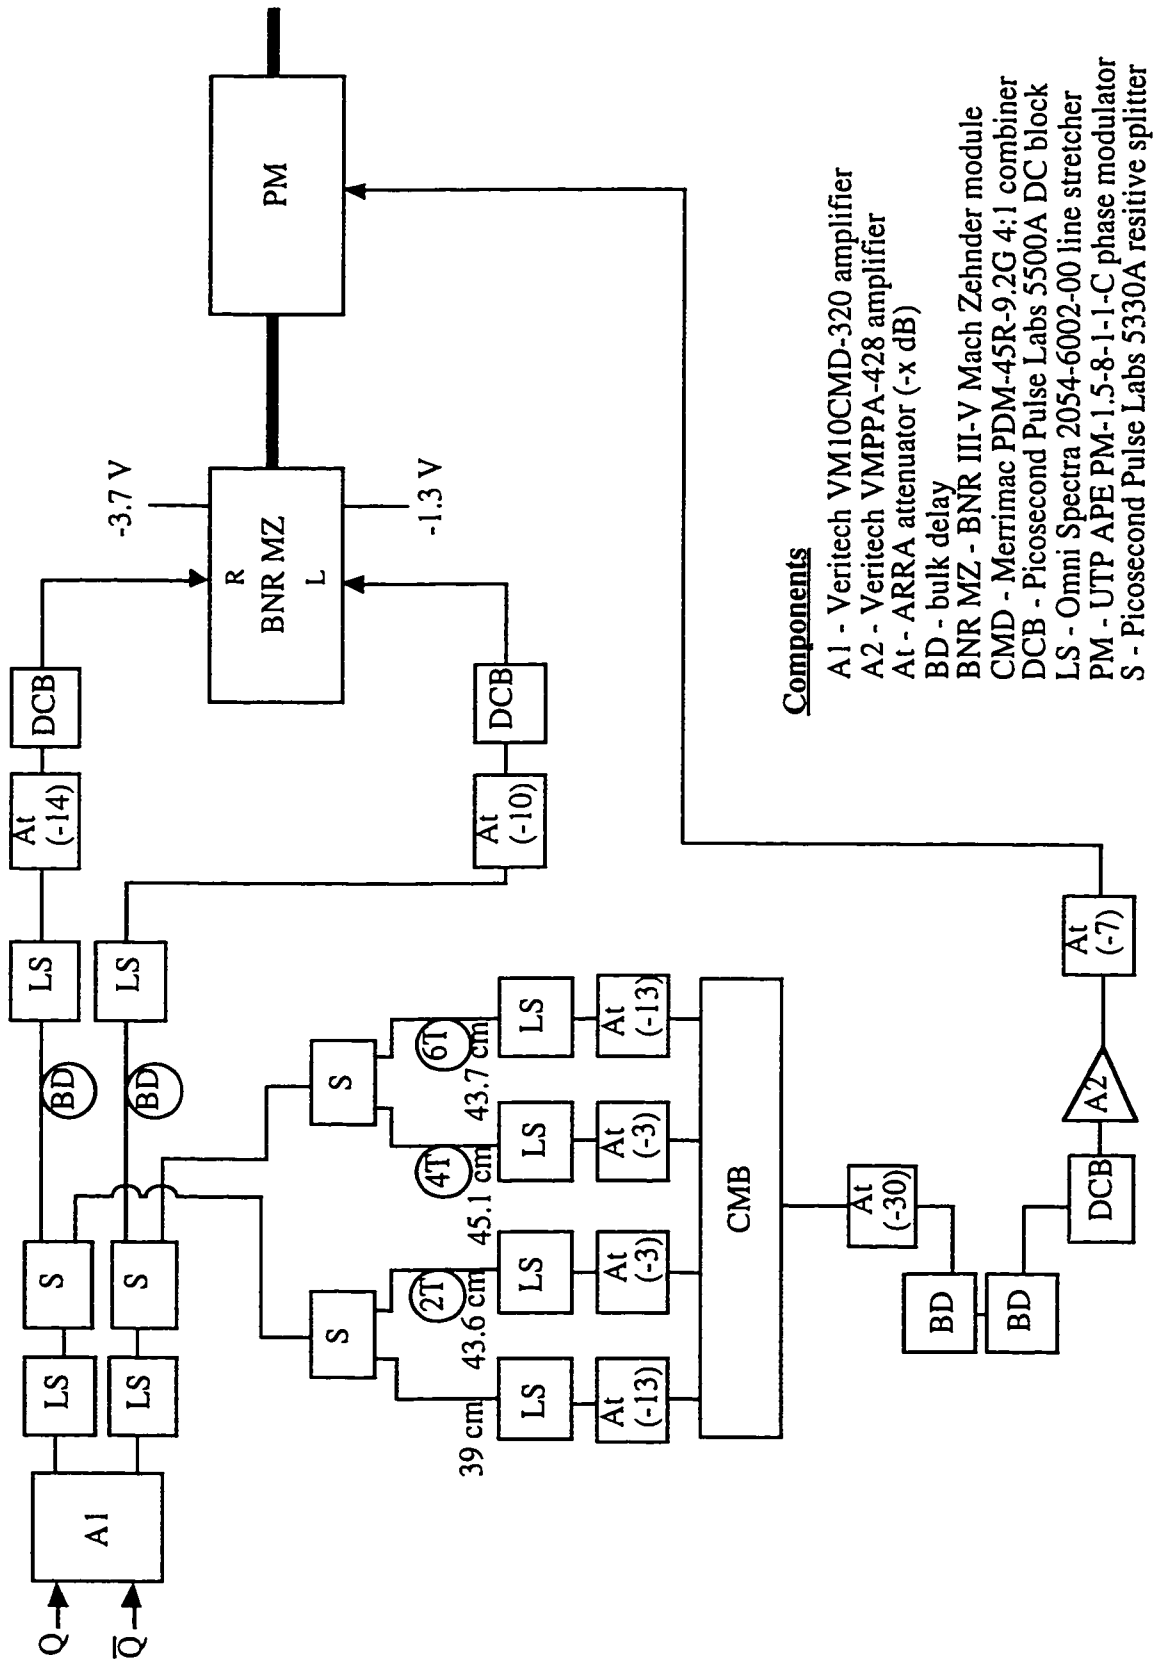 Q
Q̅
A1
LS
LS
S
S
BD
BD
LS
LS
At
(-14)
DCB
At
(-10)
DCB
R
BNR MZ
L
-3.7 V
-1.3 V
PM
S
S
39 cm
2T
43.6 cm
4T
45.1 cm
6T
43.7 cm
LS
LS
LS
LS
At
(-13)
At
(-3)
At
(-3)
At
(-13)
CMB
At
(-30)
BD
BD
DCB
A2
At
(-7)
Components
A1 - Veritech VM10CMD-320 amplifier
A2 - Veritech VMPPA-428 amplifier
At - ARRA attenuator (-x dB)
BD - bulk delay
BNR MZ - BNR III-V Mach Zehnder module
CMD - Merrimac PDM-45R-9.2G 4:1 combiner
DCB - Picosecond Pulse Labs 5500A DC block
LS - Omni Spectra 2054-6002-00 line stretcher
PM - UTP APE PM-1.5-8-1-1-C phase modulator
S - Picosecond Pulse Labs 5330A resitive splitter